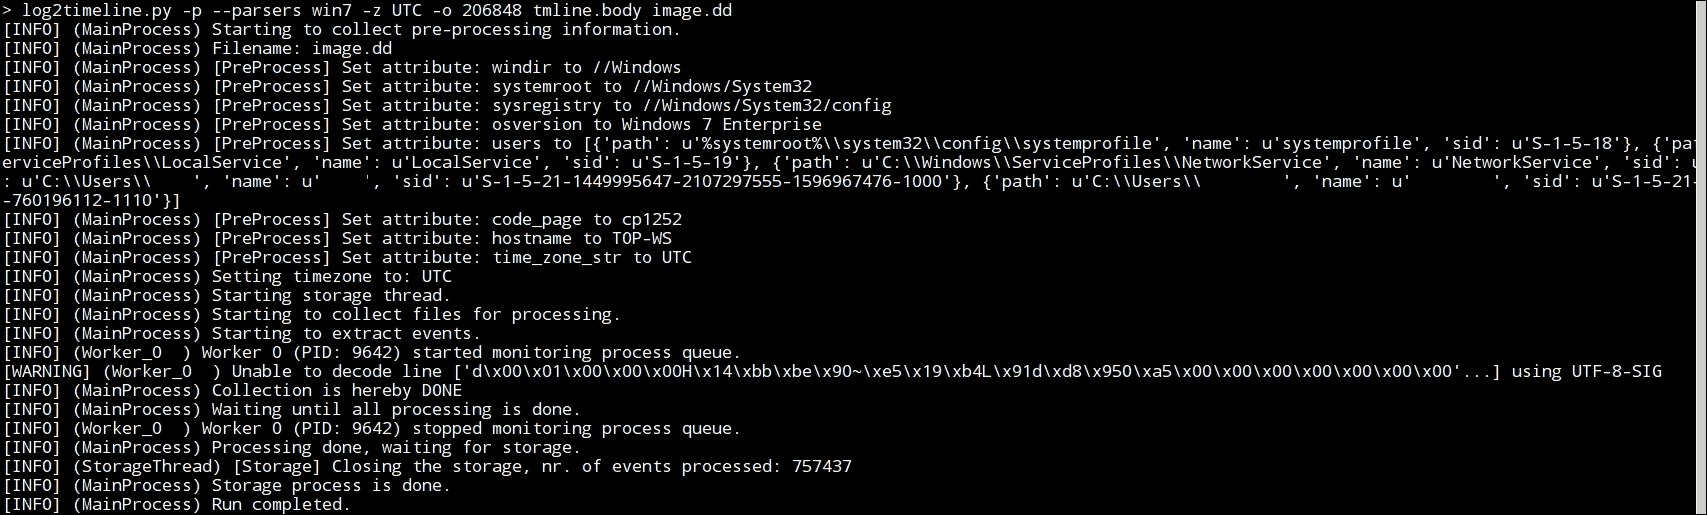 > log2timeline.py -p --parsers win7 -z UTC -o 206848 tmline.body image.dd
[INFO] (MainProcess) Starting to collect pre-processing information.
[INFO] (MainProcess) Filename: image.dd
[INFO] (MainProcess) [PreProcess] Set attribute: windir to //Windows
[INFO] (MainProcess) [PreProcess] Set attribute: systemroot to //Windows/System32
[INFO] (MainProcess) [PreProcess] Set attribute: sysregistry to //Windows/System32/config
[INFO] (MainProcess) [PreProcess] Set attribute: osversion to Windows 7 Enterprise
[INFO] (MainProcess) [PreProcess] Set attribute: users to [{'path': u'%systemroot%\\system32\\config\\systemprofile', 'name': u'systemprofile', 'sid': u'S-1-5-18'}, {'pa
erviceProfiles\\LocalService', 'name': u'LocalService', 'sid': u'S-1-5-19'}, {'path': u'C:\\Windows\\ServiceProfiles\\NetworkService', 'name': u'NetworkService', 'sid': u
: u'C:\\Users\\    ', 'name': u'    ', 'sid': u'S-1-5-21-1449995647-2107297555-1596967476-1000'}, {'path': u'C:\\Users\\        ', 'name': u'        ', 'sid': u'S-1-5-21-
-760196112-1110'}]
[INFO] (MainProcess) [PreProcess] Set attribute: code_page to cp1252
[INFO] (MainProcess) [PreProcess] Set attribute: hostname to TOP-WS
[INFO] (MainProcess) [PreProcess] Set attribute: time_zone_str to UTC
[INFO] (MainProcess) Setting timezone to: UTC
[INFO] (MainProcess) Starting storage thread.
[INFO] (MainProcess) Starting to collect files for processing.
[INFO] (MainProcess) Starting to extract events.
[INFO] (Worker_0  ) Worker 0 (PID: 9642) started monitoring process queue.
[WARNING] (Worker_0  ) Unable to decode line ['d\x00\x01\x00\x00\x00H\x14\xbb\xbe\x90~\xe5\x19\xb4L\x91d\xd8\x950\xa5\x00\x00\x00\x00\x00\x00\x00'...] using UTF-8-SIG
[INFO] (MainProcess) Collection is hereby DONE
[INFO] (MainProcess) Waiting until all processing is done.
[INFO] (Worker_0  ) Worker 0 (PID: 9642) stopped monitoring process queue.
[INFO] (MainProcess) Processing done, waiting for storage.
[INFO] (StorageThread) [Storage] Closing the storage, nr. of events processed: 757437
[INFO] (MainProcess) Storage process is done.
[INFO] (MainProcess) Run completed.